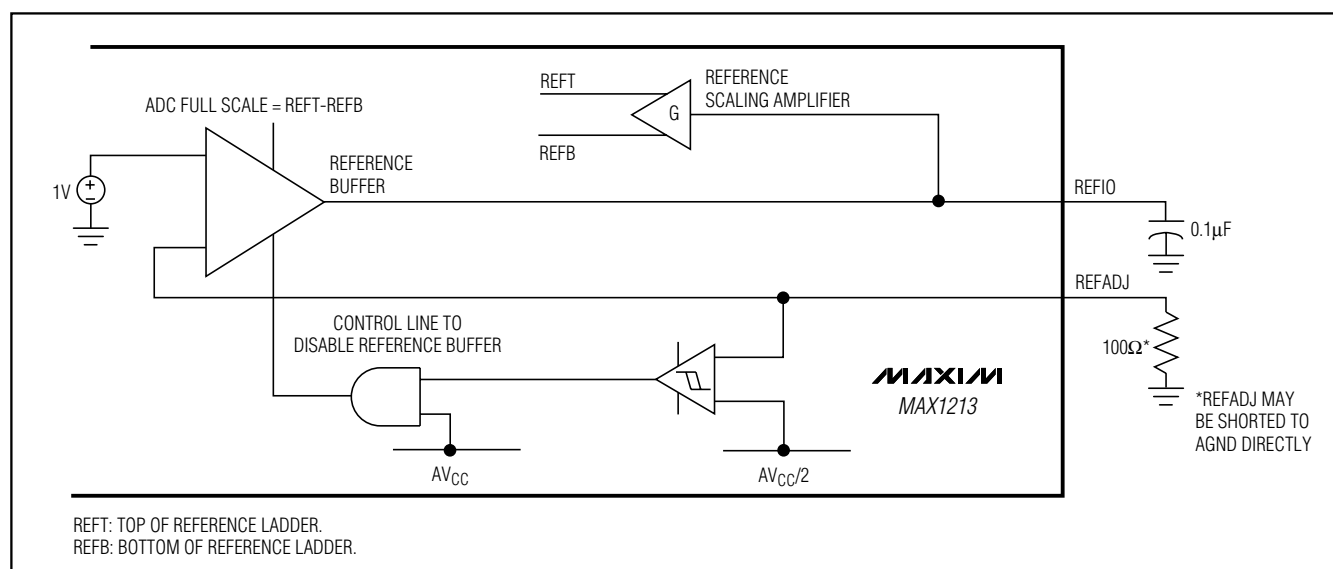 ADC FULL SCALE = REFT-REFB
REFT
REFB
G
REFERENCE
SCALING AMPLIFIER
REFERENCE
BUFFER
1V
REFIO
0.1µF
REFADJ
100Ω*
*REFADJ MAY
BE SHORTED TO
AGND DIRECTLY
CONTROL LINE TO
DISABLE REFERENCE BUFFER
MAXIM
MAX1213
AVCC
AVCC/2
REFT: TOP OF REFERENCE LADDER.
REFB: BOTTOM OF REFERENCE LADDER.